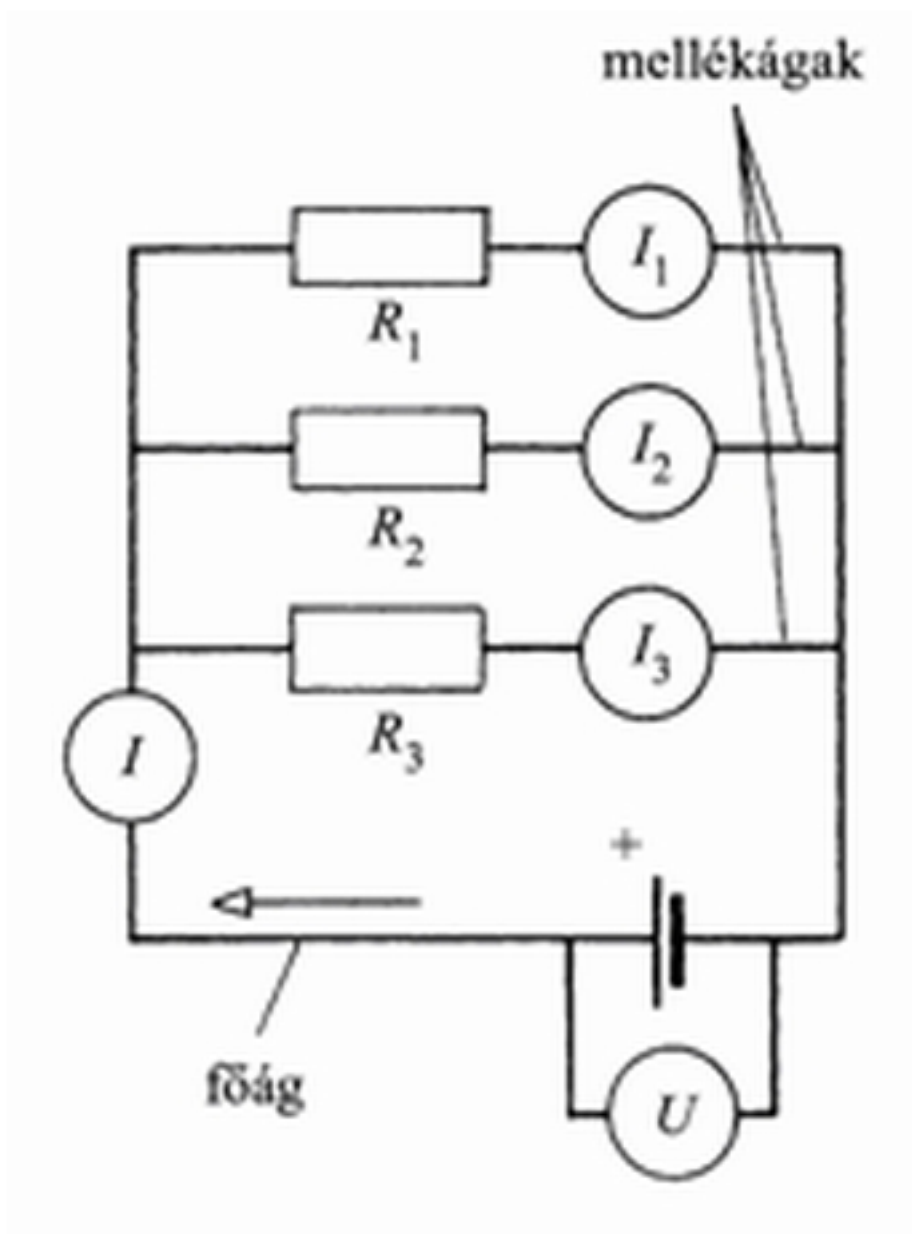 mellékágak
I₁
R₁
I₂
R₂
I₃
R₃
I
+
főág
U